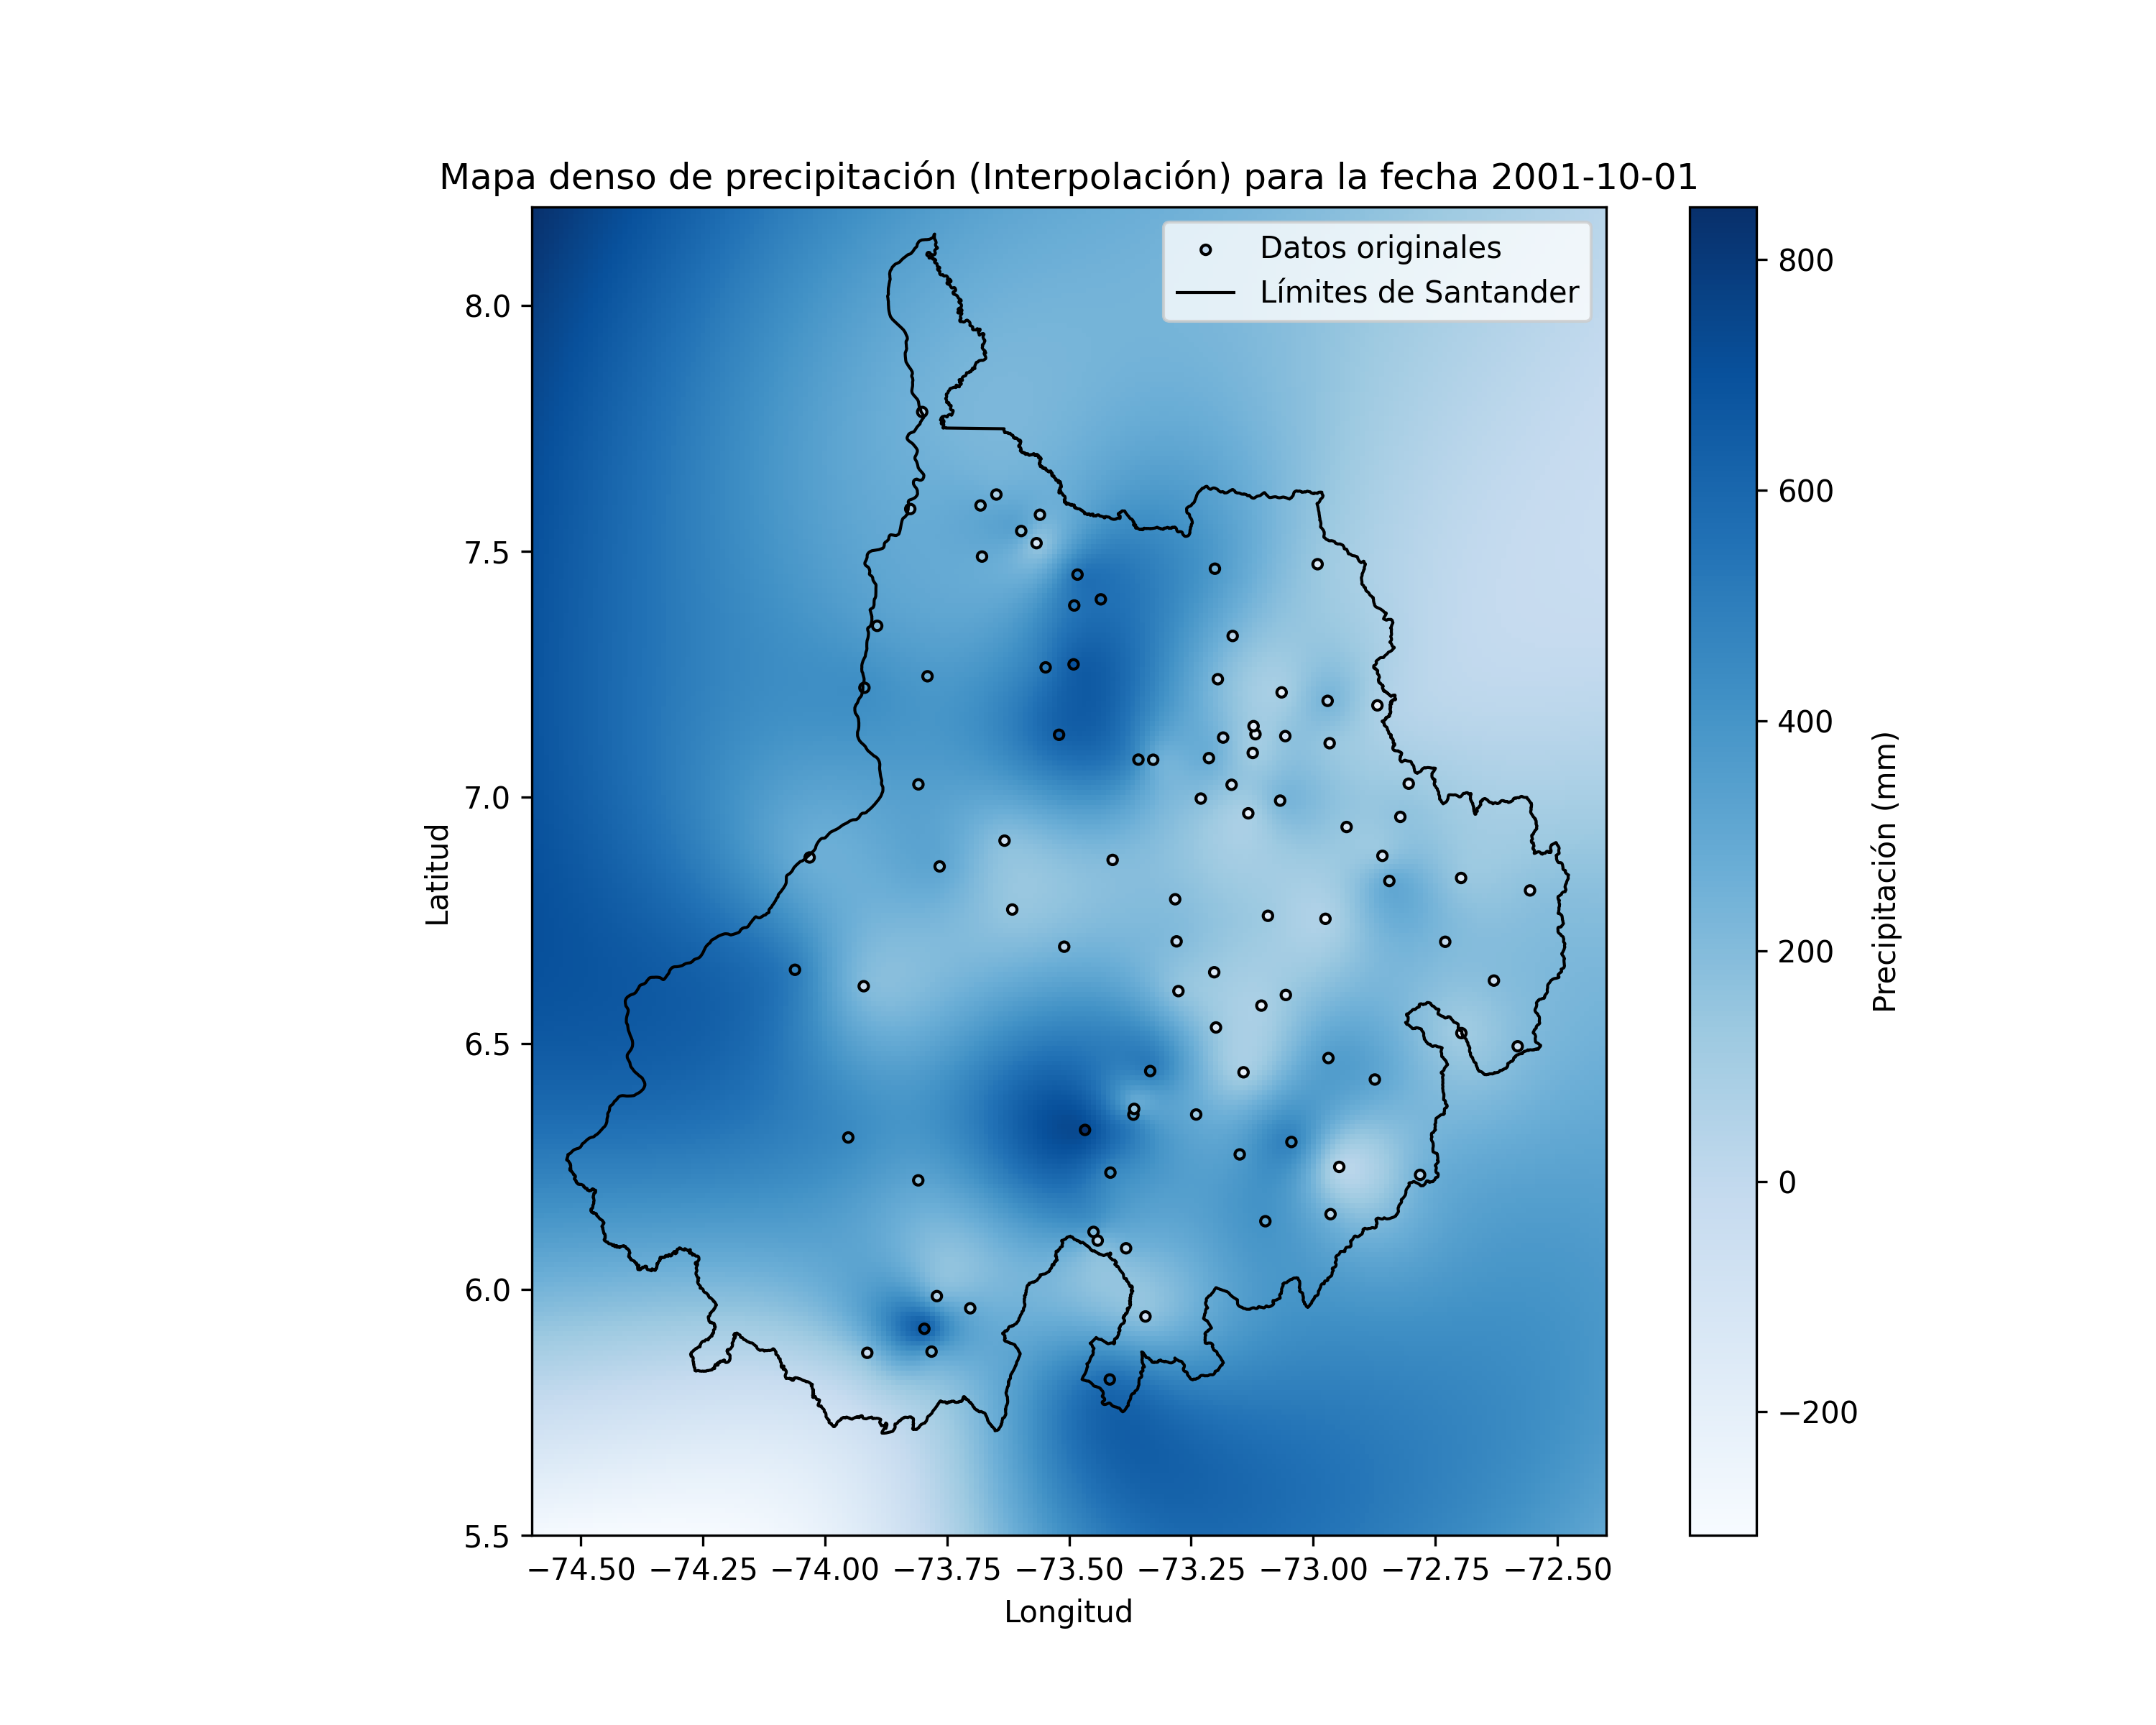 Mapa denso de precipitación (Interpolación) para la fecha 2001-10-01
Datos originales
Límites de Santander
8.0
7.5
7.0
6.5
6.0
5.5
Latitud
−74.50 −74.25 −74.00 −73.75 −73.50 −73.25 −73.00 −72.75 −72.50
Longitud
800
600
400
200
0
−200
Precipitación (mm)